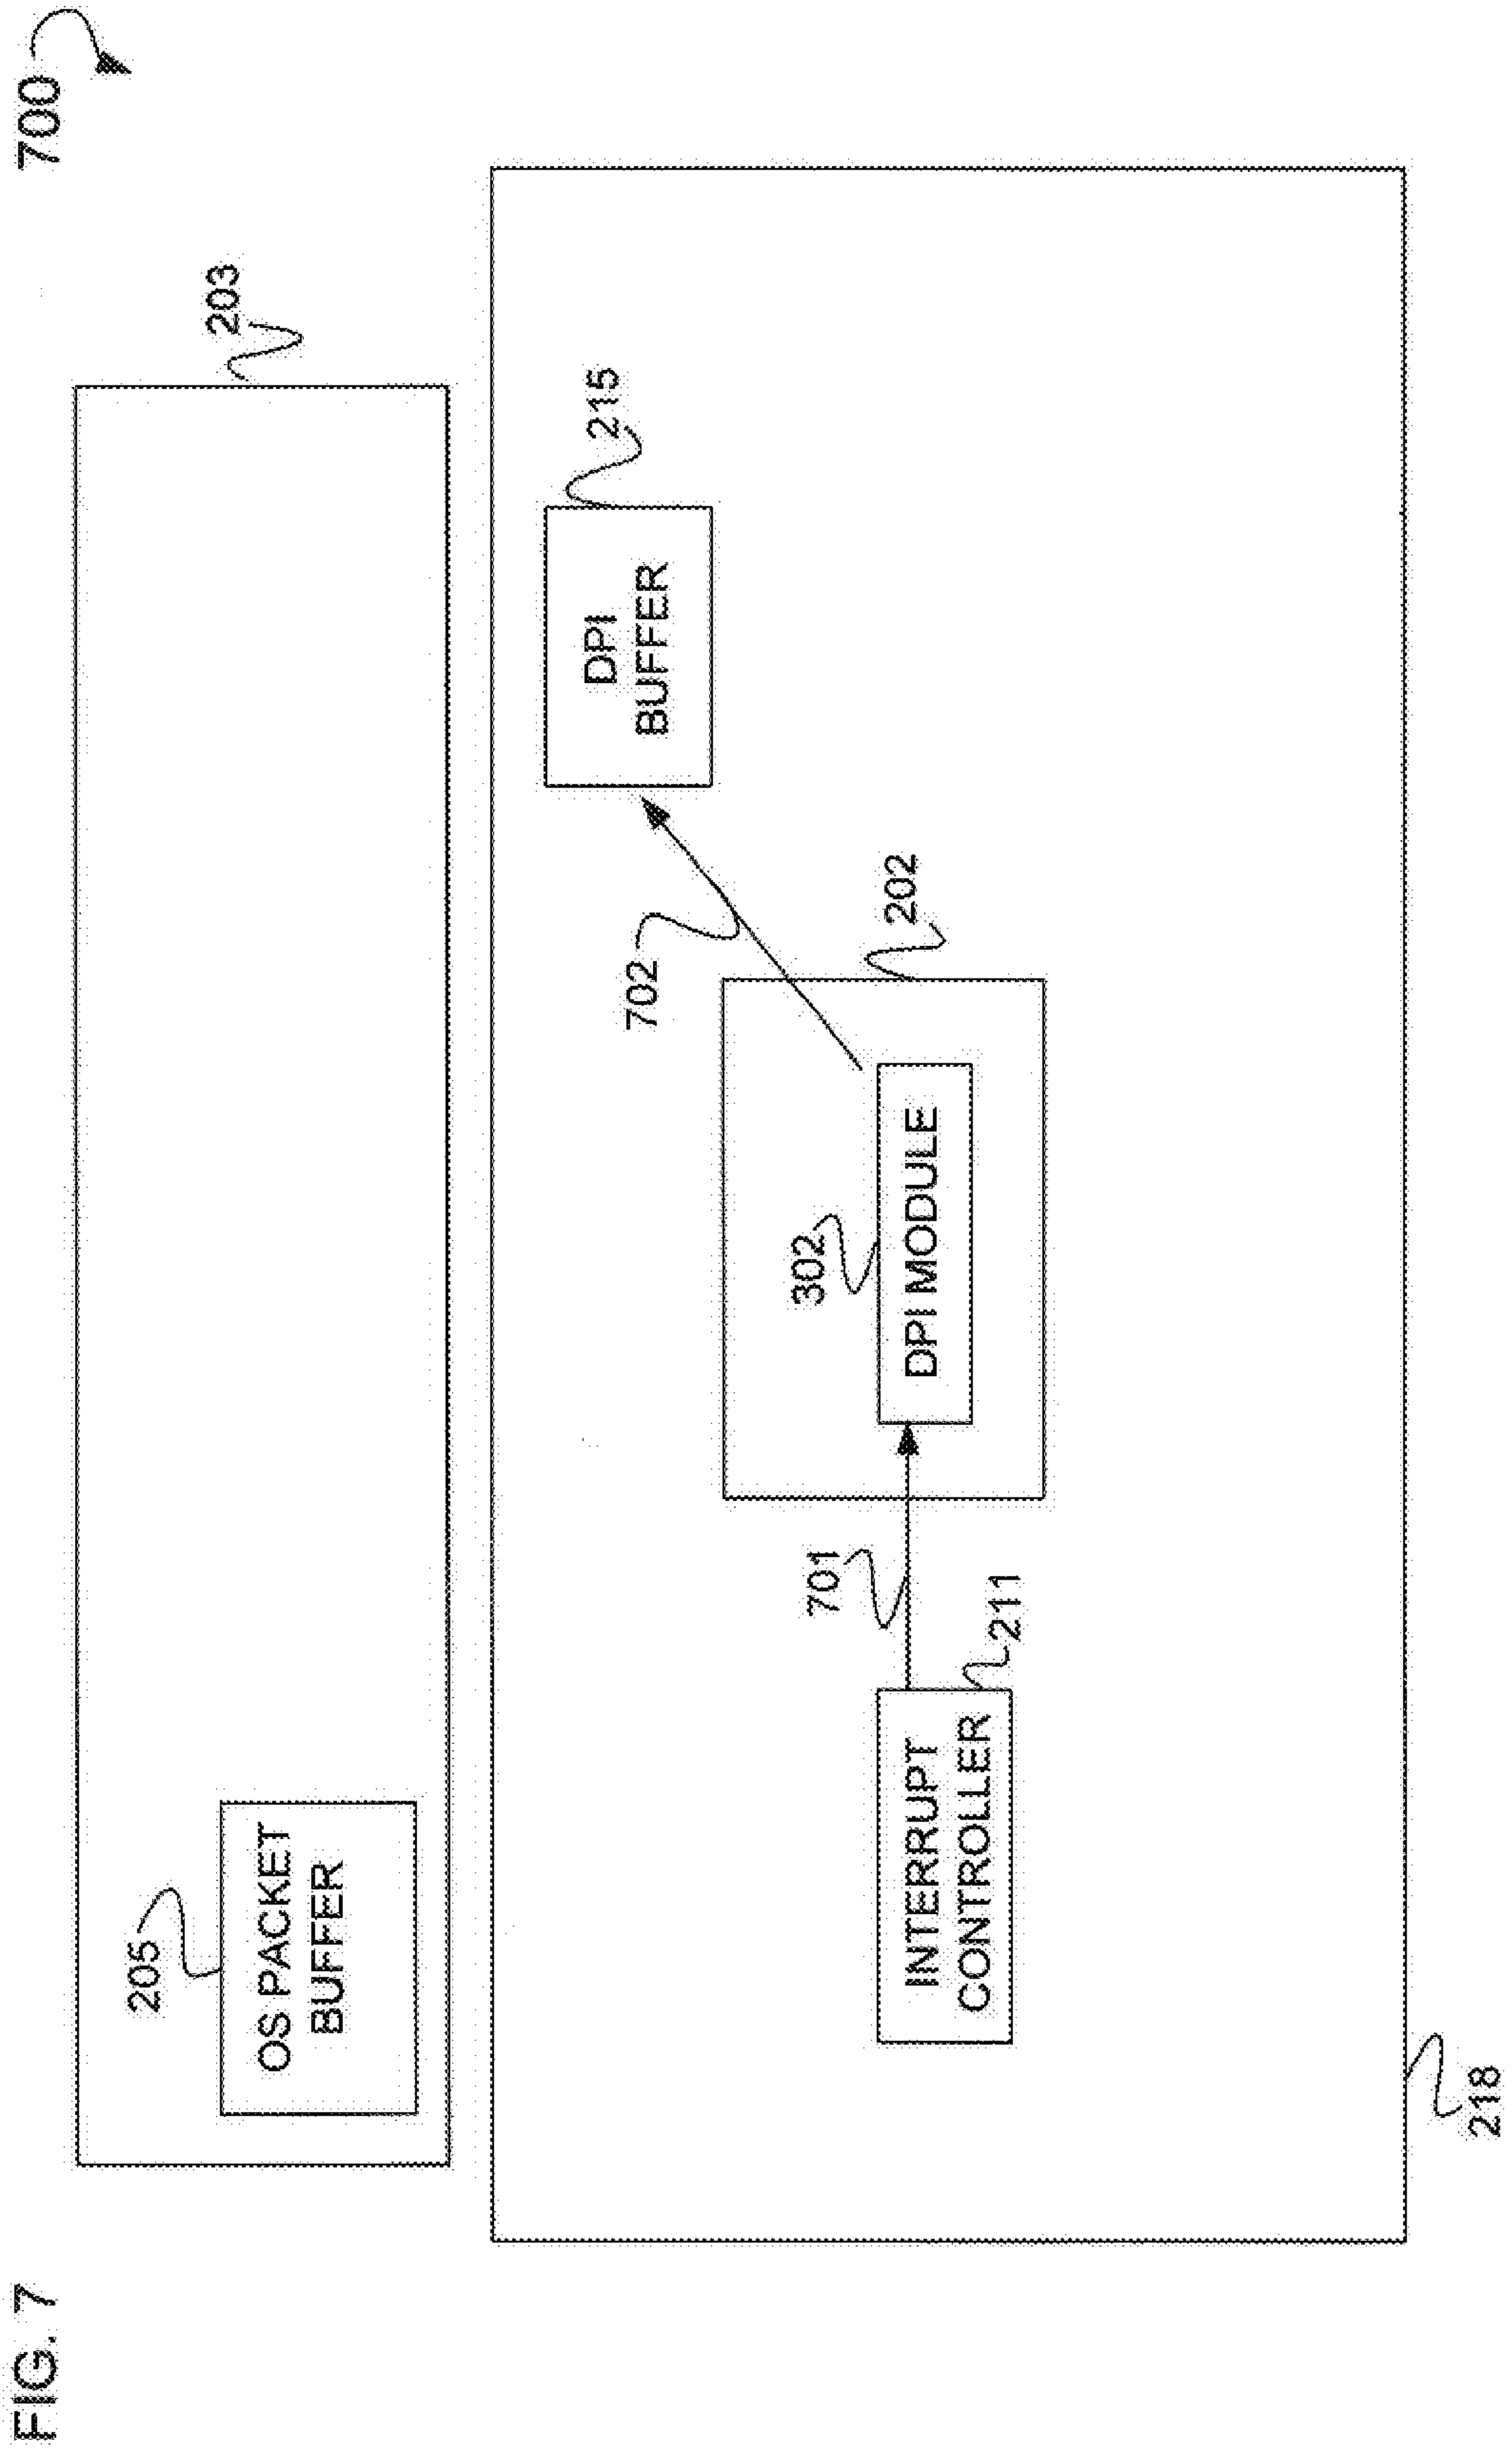 FIG. 7
700
203
205
OS PACKET
BUFFER
215
DPI
BUFFER
702
202
302
DPI MODULE
701
211
INTERRUPT
CONTROLLER
218